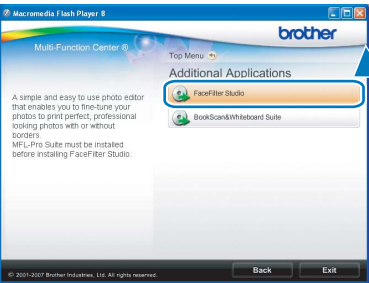 Macromedia Flash Player 8
brother
Multi-Function Center ®
Top Menu
Additional Applications
FaceFilter Studio
BookScan&Whiteboard Suite
A simple and easy to use photo editor
that enables you to fine-tune your
photos to print perfect, professional
looking photos with or without
borders.
MFL-Pro Suite must be installed
before installing FaceFilter Studio.
© 2001-2007 Brother Industries, Ltd. All rights reserved.
Back
Exit